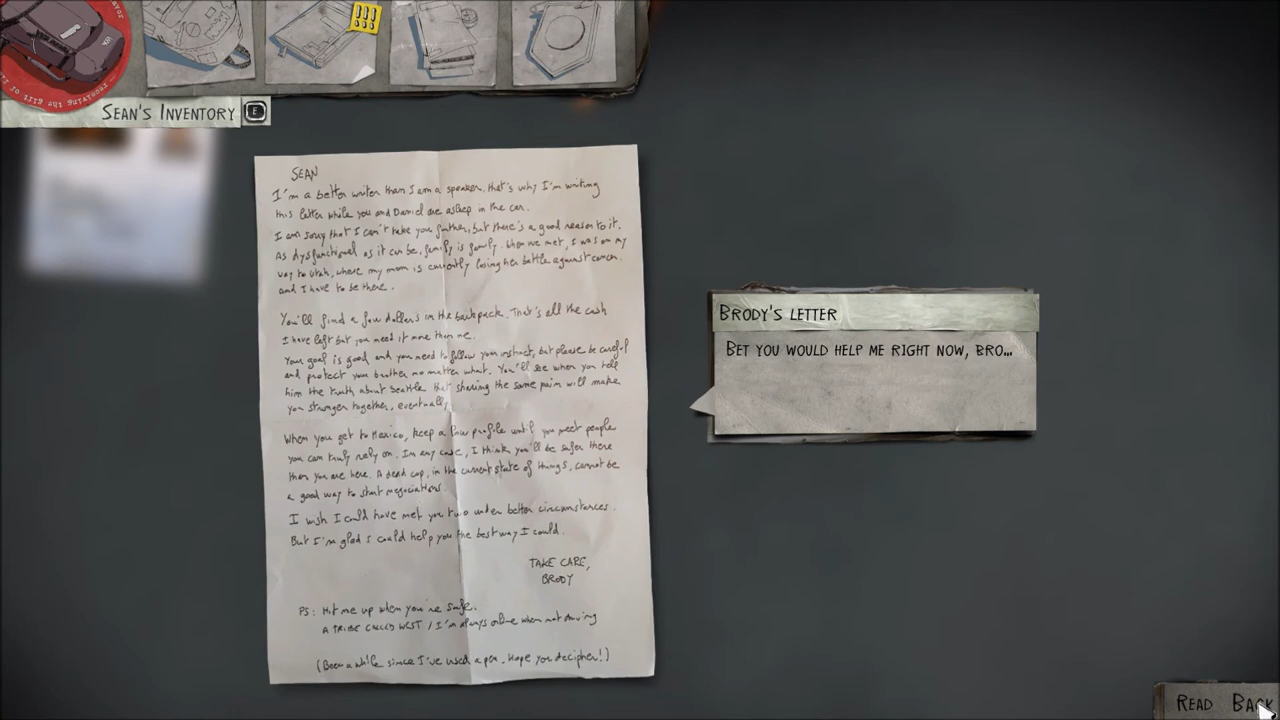 SEAN'S INVENTORY
E
SEAN
I'm a better writer than I am a speaker, that's why I'm writing
this letter while you and Daniel are asleep in the car.
I am sorry that I can't take you further, but there's a good reason to it.
As dysfunctional as it can be, family is family. When we met, I was on my
way to Utah, where my mom is currently losing her battle against cancer.
and I have to be there.
You'll find a few dollars in the backpack. That's all the cash
I have left but you need it more than me.
Your goal is good and you need to follow your instinct, but please be careful
and protect your brother no matter what. You'll see when you tell
him the truth about Seattle that sharing the same pain will make
you stronger together, eventually.
When you get to Mexico, keep a low profile until you meet people
you can truly rely on. In any case, I think you'll be safer there
than you are here. A dead cop, in the current state of things, cannot be
a good way to start negociations.
I wish I could have met you two under better circumstances.
But I'm glad I could help you the best way I could.
TAKE CARE,
BRODY
PS: Hit me up when you're safe.
A TRIBE CALLED WEST / I'm always online when not driving
(Been a while since I've used a pen. Hope you decipher!)
BRODY'S LETTER
BET YOU WOULD HELP ME RIGHT NOW, BRO...
READ BACK